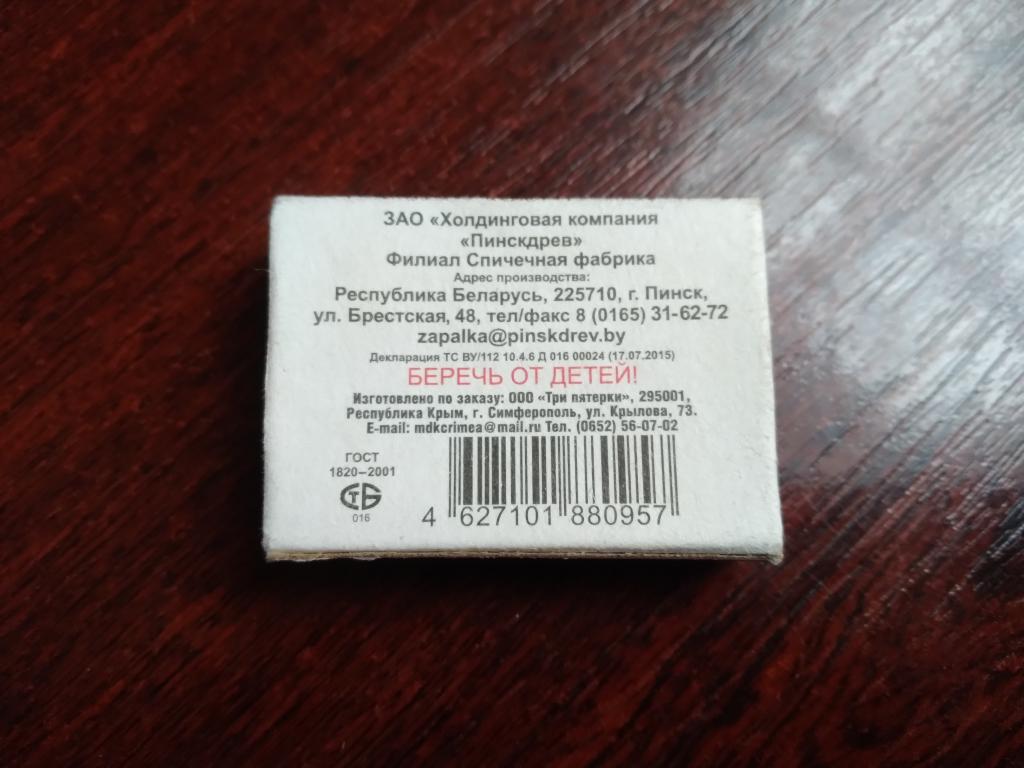 ЗАО «Холдинговая компания
«Пинскдрев»
Филиал Спичечная фабрика
Адрес производства:
Республика Беларусь, 225710, г. Пинск,
ул. Брестская, 48, тел/факс 8 (0165) 31-62-72
zapalka@pinskdrev.by
Декларация ТС BY/112 10.4.6 Д 016 00024 (17.07.2015)
БЕРЕЧЬ ОТ ДЕТЕЙ!
Изготовлено по заказу: ООО «Три пятерки», 295001,
Республика Крым, г. Симферополь, ул. Крылова, 73.
E-mail: mdkcrimea@mail.ru Тел. (0652) 56-07-02
ГОСТ
1820–2001
СТБ
016
4 627101 880957